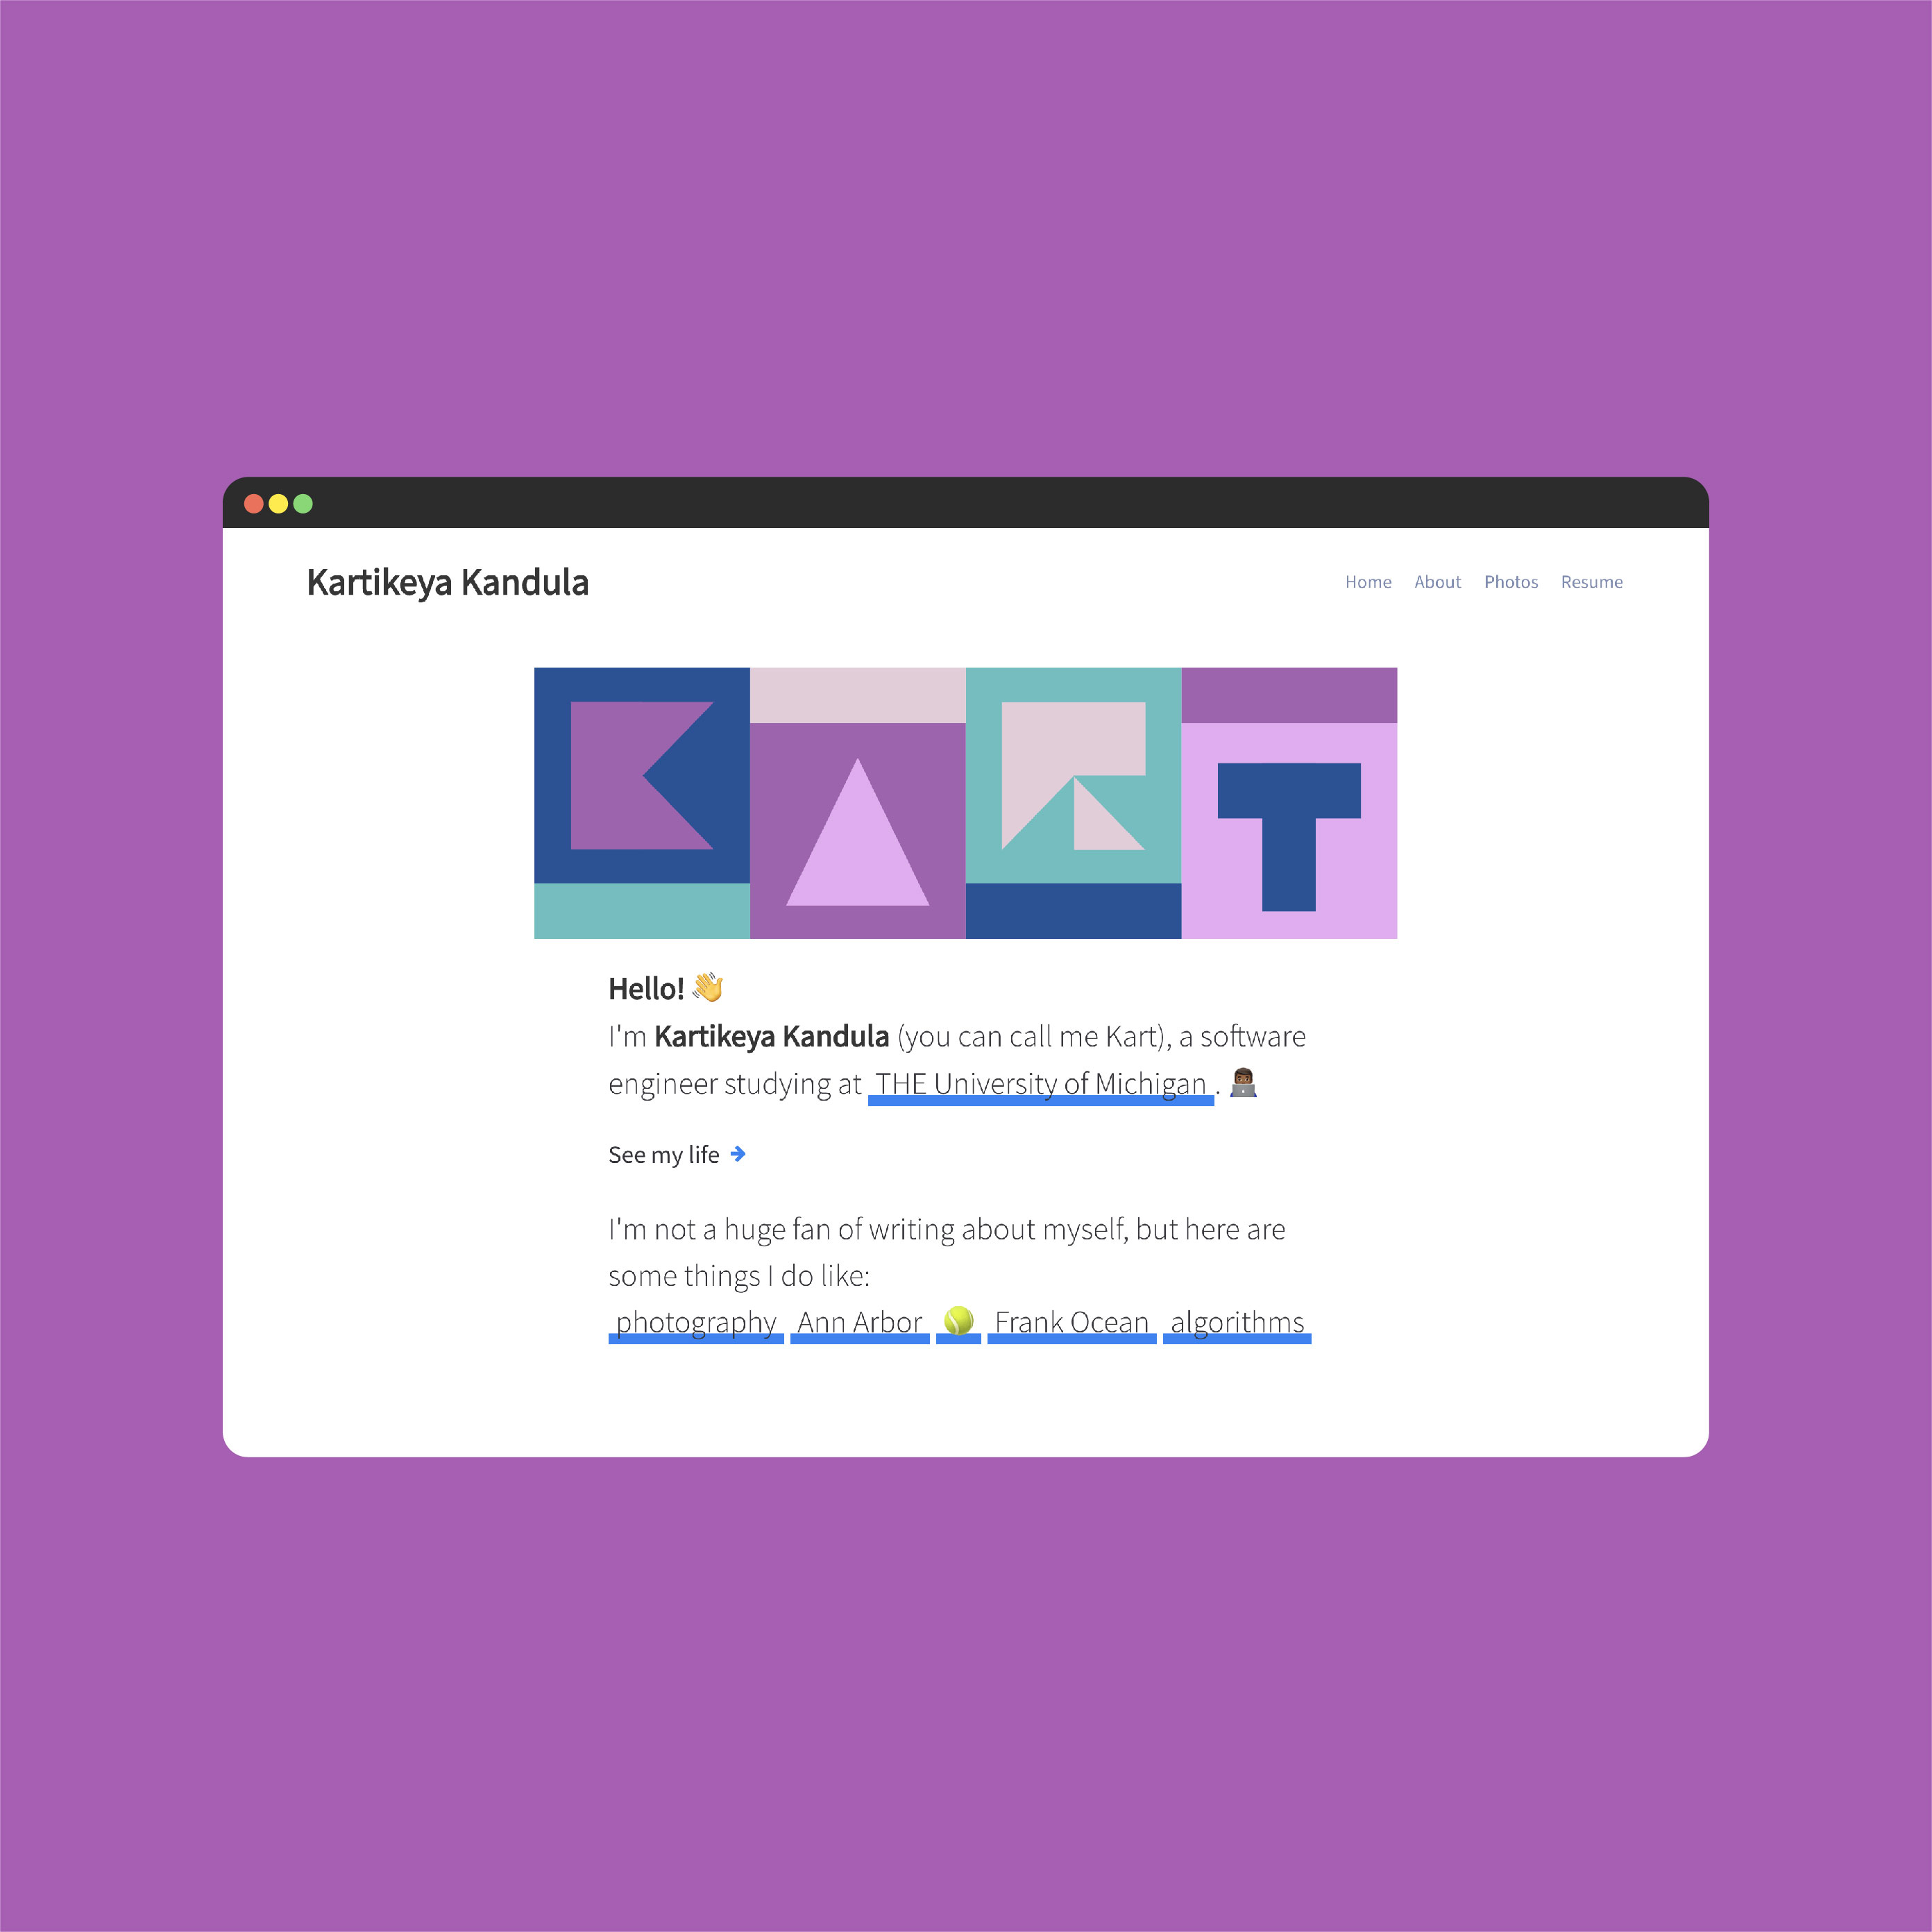 Kartikeya Kandula
Home About Photos Resume
KART
Hello! 👋
I'm Kartikeya Kandula (you can call me Kart), a software
engineer studying at THE University of Michigan . 👨🏾‍💻
See my life →
I'm not a huge fan of writing about myself, but here are
some things I do like:
photography Ann Arbor 🎾 Frank Ocean algorithms